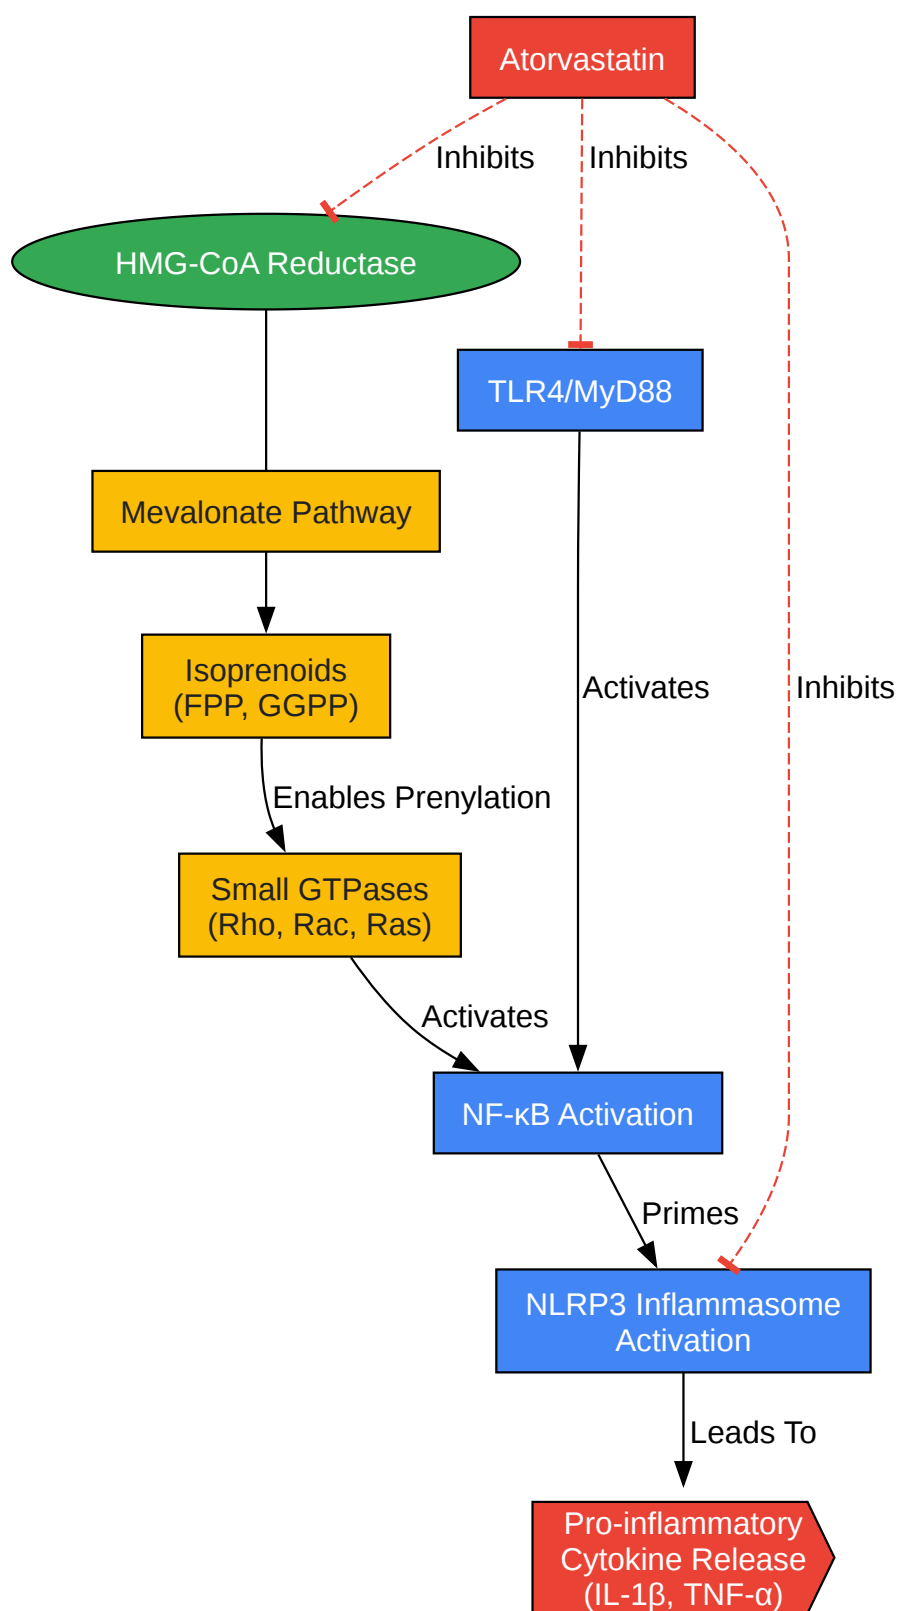 Atorvastatin
Inhibits
Inhibits
HMG-CoA Reductase
TLR4/MyD88
Mevalonate Pathway
Isoprenoids
(FPP, GGPP)
Activates
Inhibits
Enables Prenylation
Small GTPases
(Rho, Rac, Ras)
Activates
NF-κB Activation
Primes
NLRP3 Inflammasome
Activation
Leads To
Pro-inflammatory
Cytokine Release
(IL-1β, TNF-α)